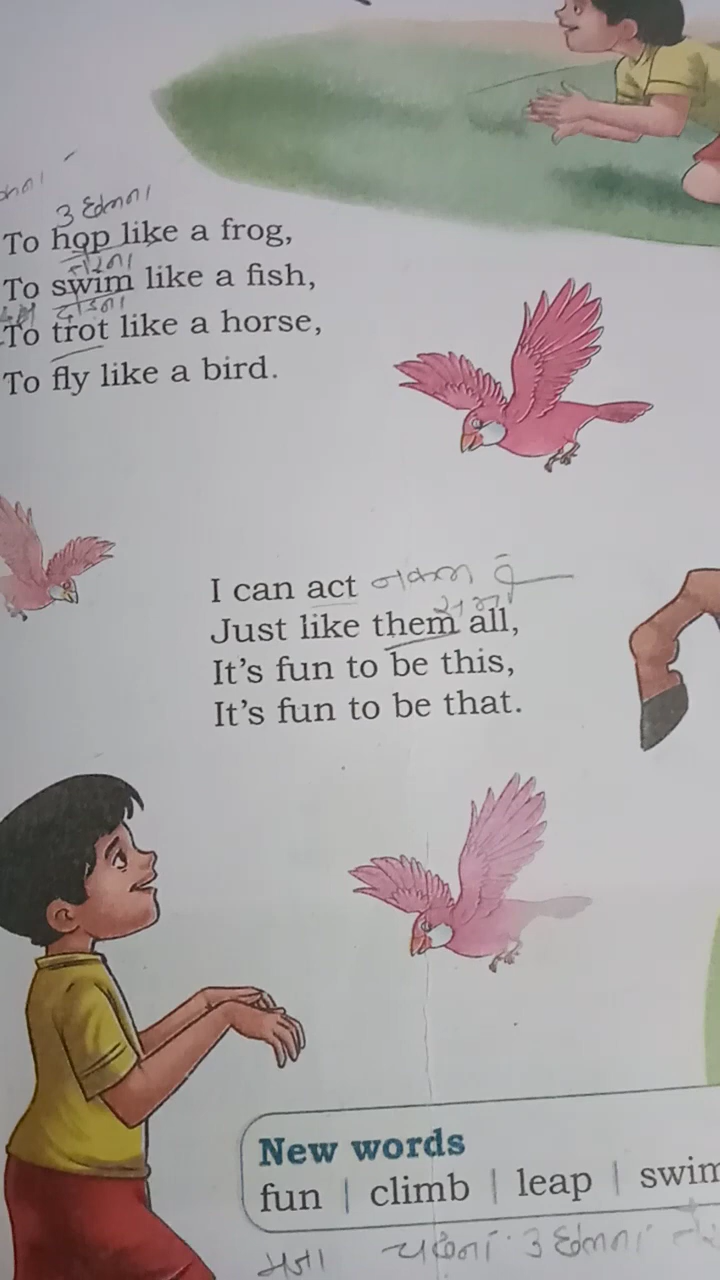 उछलना
To hop like a frog,
तैरना
To swim like a fish,
To trot like a horse,
To fly like a bird.
I can act नकल
Just like them all,
It's fun to be this,
It's fun to be that.
New words
fun | climb | leap | swim
मजा चढ़ना उछलना